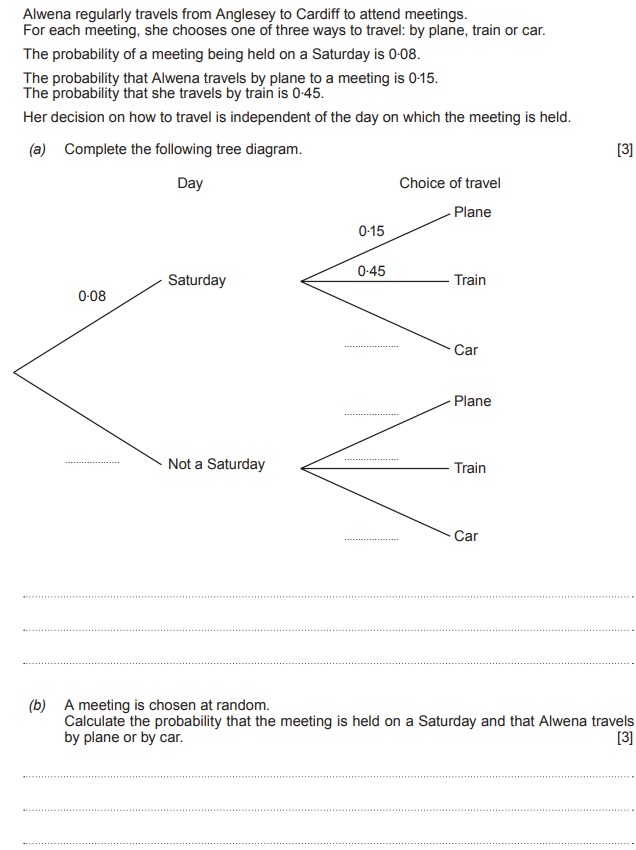 Alwena regularly travels from Anglesey to Cardiff to attend meetings.
For each meeting, she chooses one of three ways to travel: by plane, train or car.
The probability of a meeting being held on a Saturday is 0·08.
The probability that Alwena travels by plane to a meeting is 0·15.
The probability that she travels by train is 0·45.
Her decision on how to travel is independent of the day on which the meeting is held.
(a) Complete the following tree diagram. [3]
Day Choice of travel
Plane
0·15
0·45
Saturday Train
0·08
Car
Plane
Not a Saturday Train
Car
(b) A meeting is chosen at random.
Calculate the probability that the meeting is held on a Saturday and that Alwena travels
by plane or by car. [3]